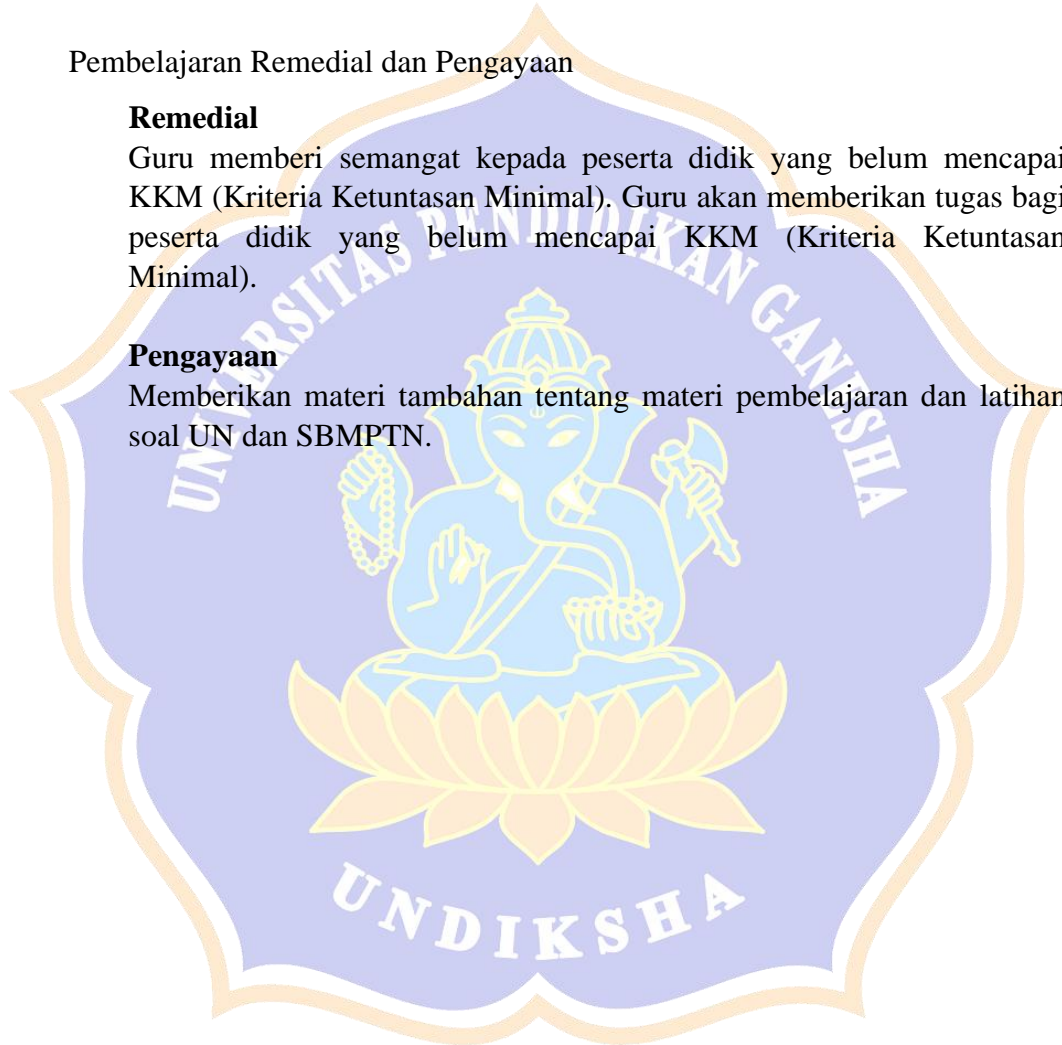 Pembelajaran Remedial dan Pengayaan
Remedial
Guru memberi semangat kepada peserta didik yang belum mencapai
KKM (Kriteria Ketuntasan Minimal). Guru akan memberikan tugas bagi
peserta didik yang belum mencapai KKM (Kriteria Ketuntasan
Minimal).
Pengayaan
Memberikan materi tambahan tentang materi pembelajaran dan latihan
soal UN dan SBMPTN.
UNIVERSITAS PENDIDIKAN GANESHA
UNDIKSHA